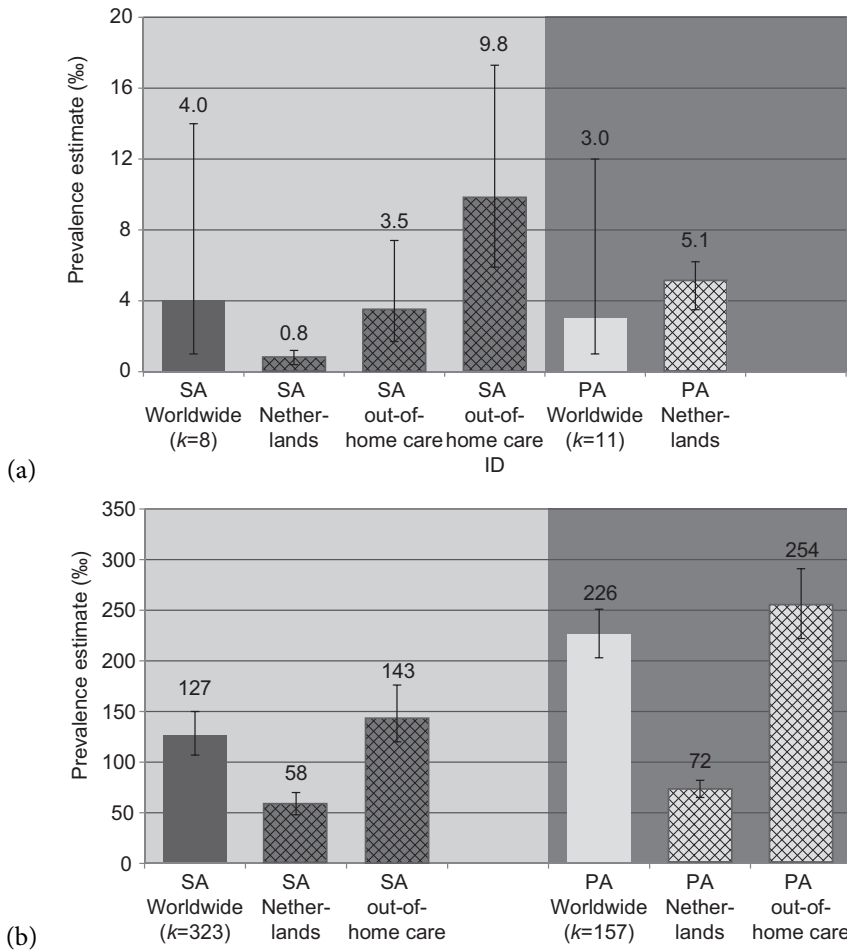 Prevalence estimate (‰)
20
16
12
8
4
0
4.0
0.8
3.5
9.8
3.0
5.1
SA
Worldwide
(k=8)
SA
Nether-
lands
SA
out-of-
home care
SA
out-of-
home care
ID
PA
Worldwide
(k=11)
PA
Nether-
lands
(a)
Prevalence estimate (‰)
350
300
250
200
150
100
50
0
127
58
143
226
72
254
SA
Worldwide
(k=323)
SA
Nether-
lands
SA
out-of-
home care
PA
Worldwide
(k=157)
PA
Nether-
lands
PA
out-of-
home care
(b)